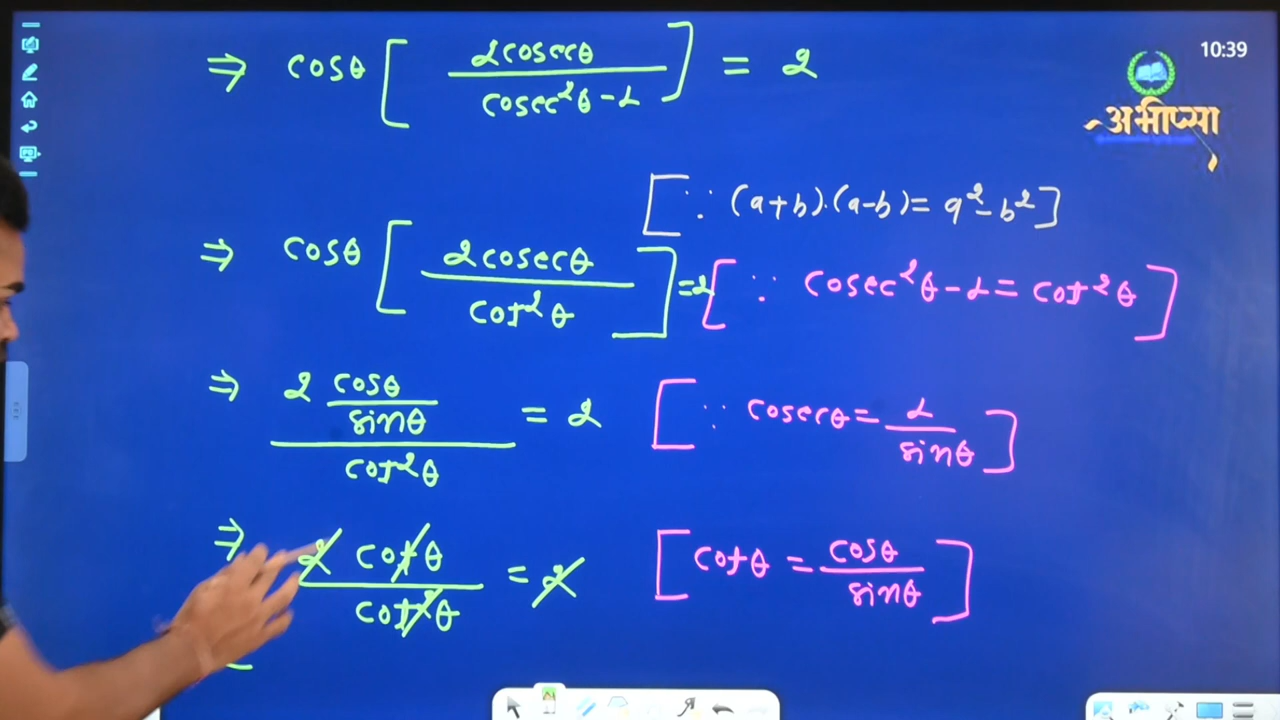 10:39
अभीप्सा
⇒ cosθ [ 2cosecθ / cosec²θ-1 ] = 2
[∵ (a+b).(a-b)= a²-b²]
⇒ cosθ [ 2cosecθ / cot²θ ] =2 [∵ cosec²θ-1= cot²θ]
⇒ 2 cosθ/sinθ / cot²θ = 2 [∵ cosecθ= 1/sinθ]
⇒ 2 cotθ / cot²θ = 2 [cotθ = cosθ/sinθ]